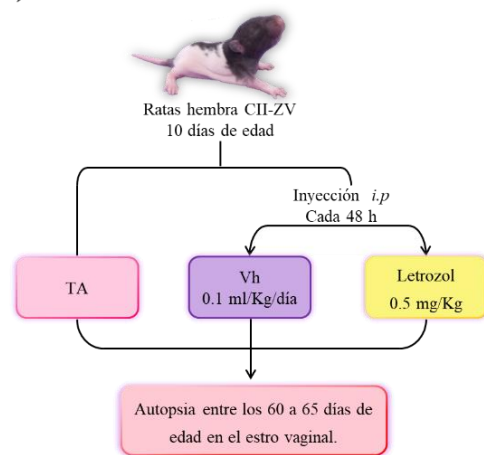 )
Ratas hembra CII-ZV
10 días de edad
Inyección i.p
Cada 48 h
TA
Vh
0.1 ml/Kg/día
Letrozol
0.5 mg/Kg
Autopsia entre los 60 a 65 días de
edad en el estro vaginal.